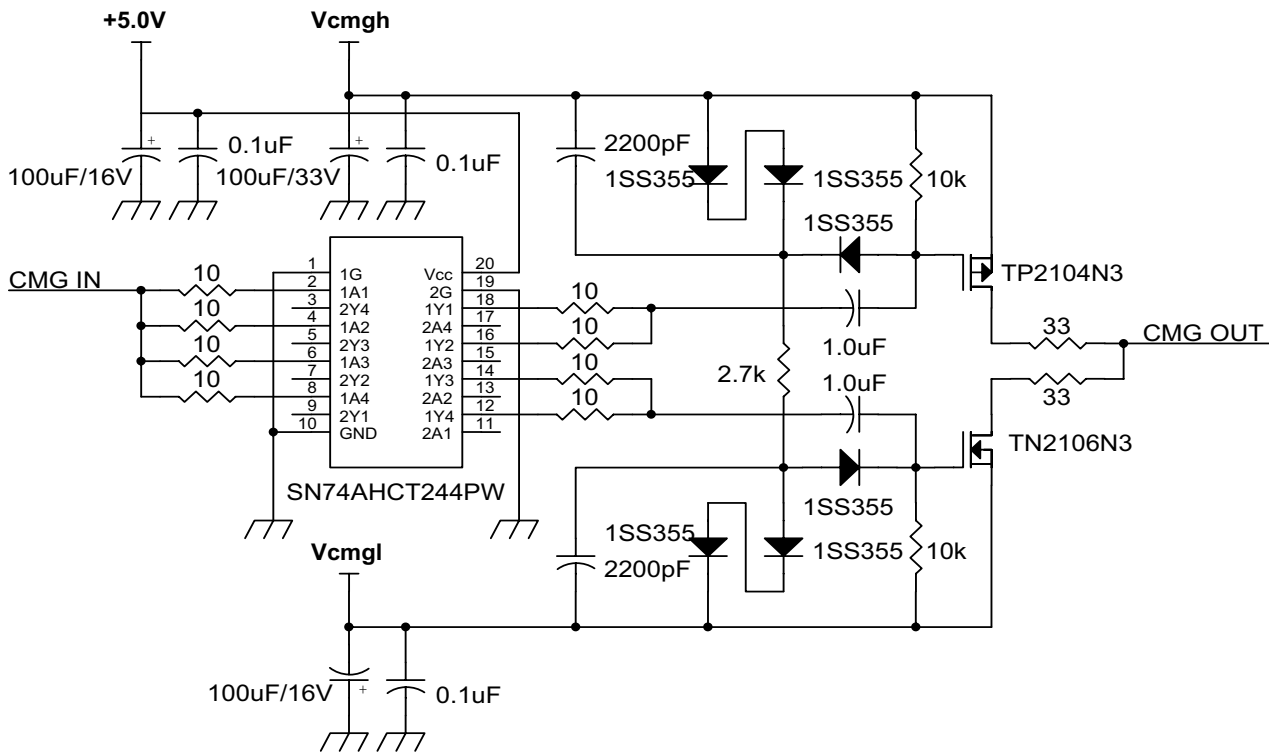 +5.0V
Vcmgh
+
0.1uF
100uF/16V
+
100uF/33V
0.1uF
2200pF
1SS355
1SS355
10k
1SS355
CMG IN
10
10
10
10
1
2
3
4
5
6
7
8
9
10
1G
1A1
2Y4
1A2
2Y3
1A3
2Y2
1A4
2Y1
GND
Vcc
2G
1Y1
2A4
1Y2
2A3
1Y3
2A2
1Y4
2A1
20
19
18
17
16
15
14
13
12
11
SN74AHCT244PW
10
10
10
10
1.0uF
1.0uF
2.7k
TP2104N3
33
CMG OUT
33
TN2106N3
1SS355
1SS355
2200pF
1SS355
10k
Vcmgl
100uF/16V
+
0.1uF